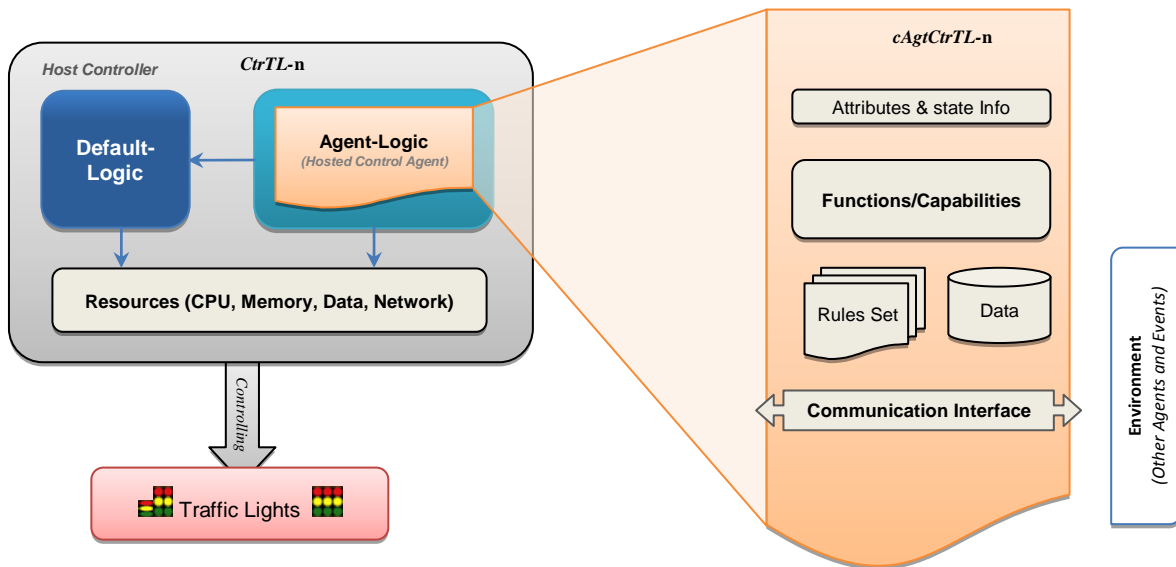 Host Controller
CtrTL-n
Default-
Logic
Agent-Logic
(Hosted Control Agent)
Resources (CPU, Memory, Data, Network)
Controlling
Traffic Lights
cAgtCtrTL-n
Attributes & state Info
Functions/Capabilities
Rules Set
Data
Communication Interface
Environment
(Other Agents and Events)